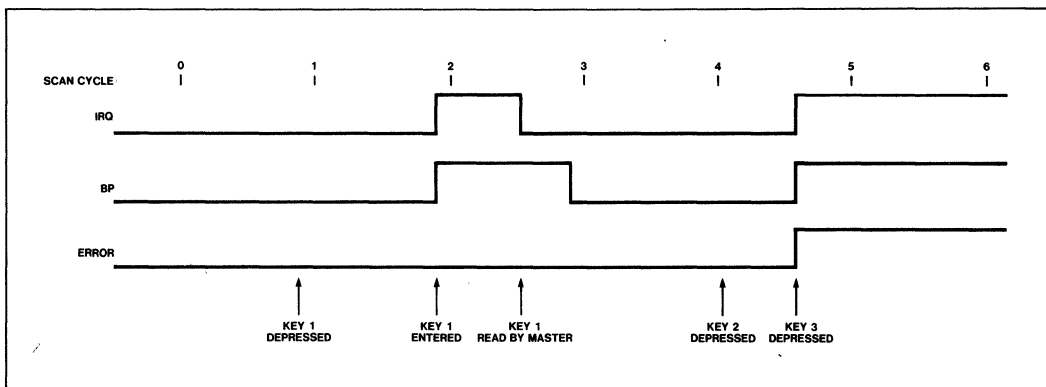 0 1 2 3 4 5 6
SCAN CYCLE
IRQ
BP
ERROR
KEY 1
DEPRESSED
KEY 1
ENTERED
KEY 1
READ BY MASTER
KEY 2
DEPRESSED
KEY 3
DEPRESSED